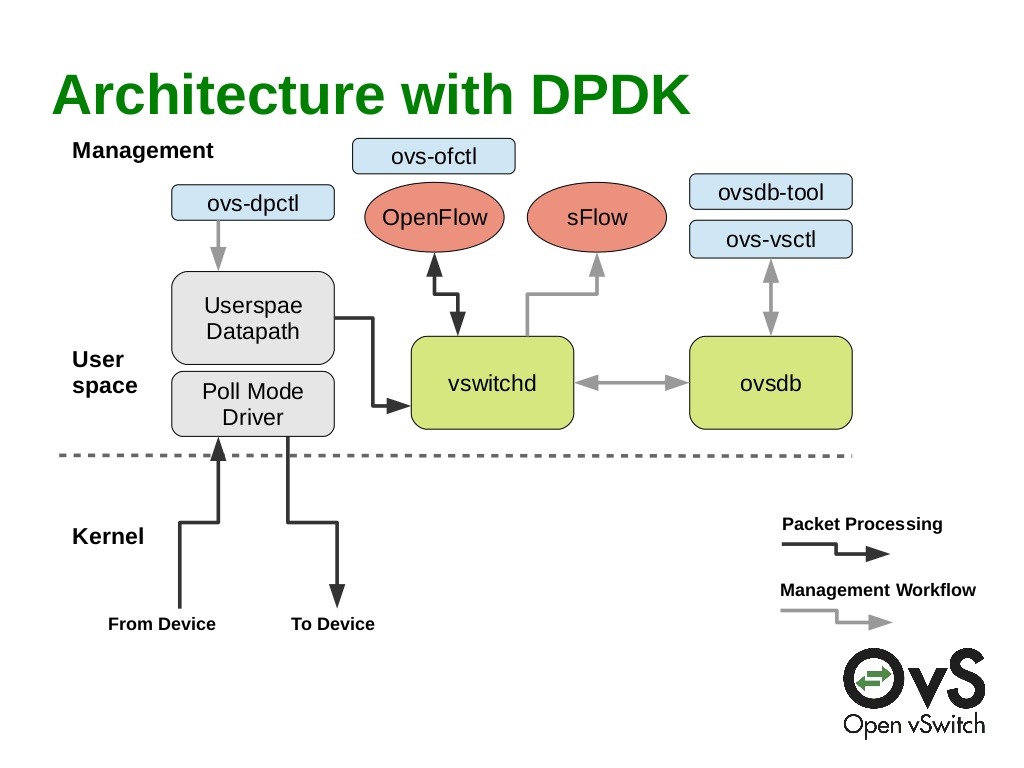 Architecture with DPDK
Management
ovs-ofctl
ovs-dpctl
OpenFlow
sFlow
ovsdb-tool
ovs-vsctl
Userspae
Datapath
User
space
Poll Mode
Driver
vswitchd
ovsdb
Kernel
From Device
To Device
Packet Processing
Management Workflow
OvS
Open vSwitch